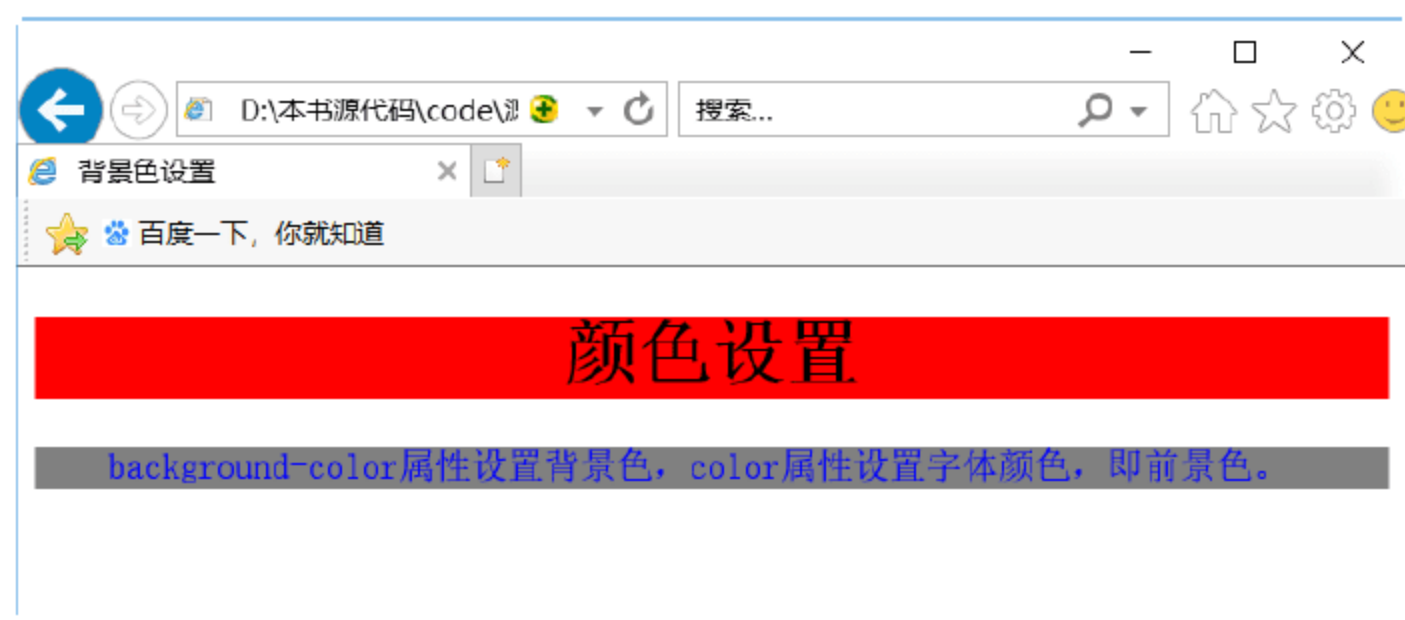 D:\本书源代码\code\
搜索...
背景色设置
百度一下，你就知道
颜色设置
background-color属性设置背景色，color属性设置字体颜色，即前景色。